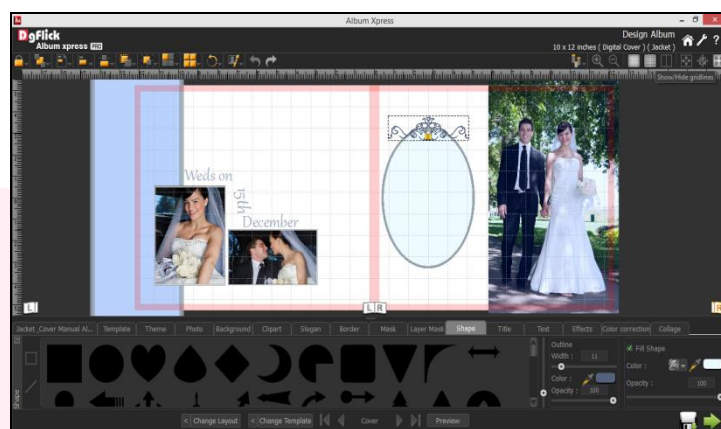 Album Xpress
DgFlick
Album xpress PRO
Design Album
10 x 12 inches ( Digital Cover ) ( Jacket )
Show/Hide gridlines
Weds on
15th
December
L
L R
R
Jacket_Cover Manual Al...
Template
Theme
Photo
Background
Clipart
Slogan
Border
Mask
Layer Mask
Shape
Title
Text
Effects
Color correction
Collage
Shape
Outline
Width : 11
Color :
Opacity : 100
Fill Shape
Color :
Opacity : 100
< Change Layout
< Change Template
Cover
Preview